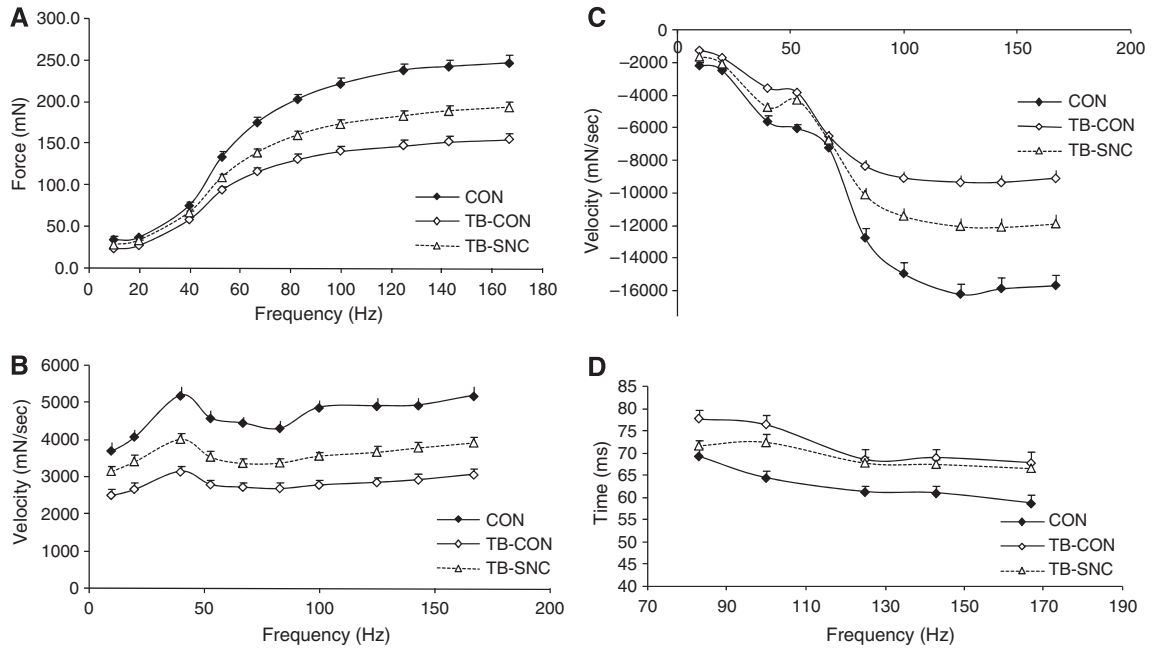 A
300.0
250.0
200.0
150.0
100.0
50.0
0.0
Force (mN)
0 20 40 60 80 100 120 140 160 180
Frequency (Hz)
CON
TB-CON
TB-SNC
C
0
−2000
−4000
−6000
−8000
−10000
−12000
−14000
−16000
Velocity (mN/sec)
0 50 100 150 200
CON
TB-CON
TB-SNC
B
6000
5000
4000
3000
2000
1000
0
Velocity (mN/sec)
0 50 100 150 200
Frequency (Hz)
CON
TB-CON
TB-SNC
D
85
80
75
70
65
60
55
50
45
40
Time (ms)
70 90 110 130 150 170 190
Frequency (Hz)
CON
TB-CON
TB-SNC